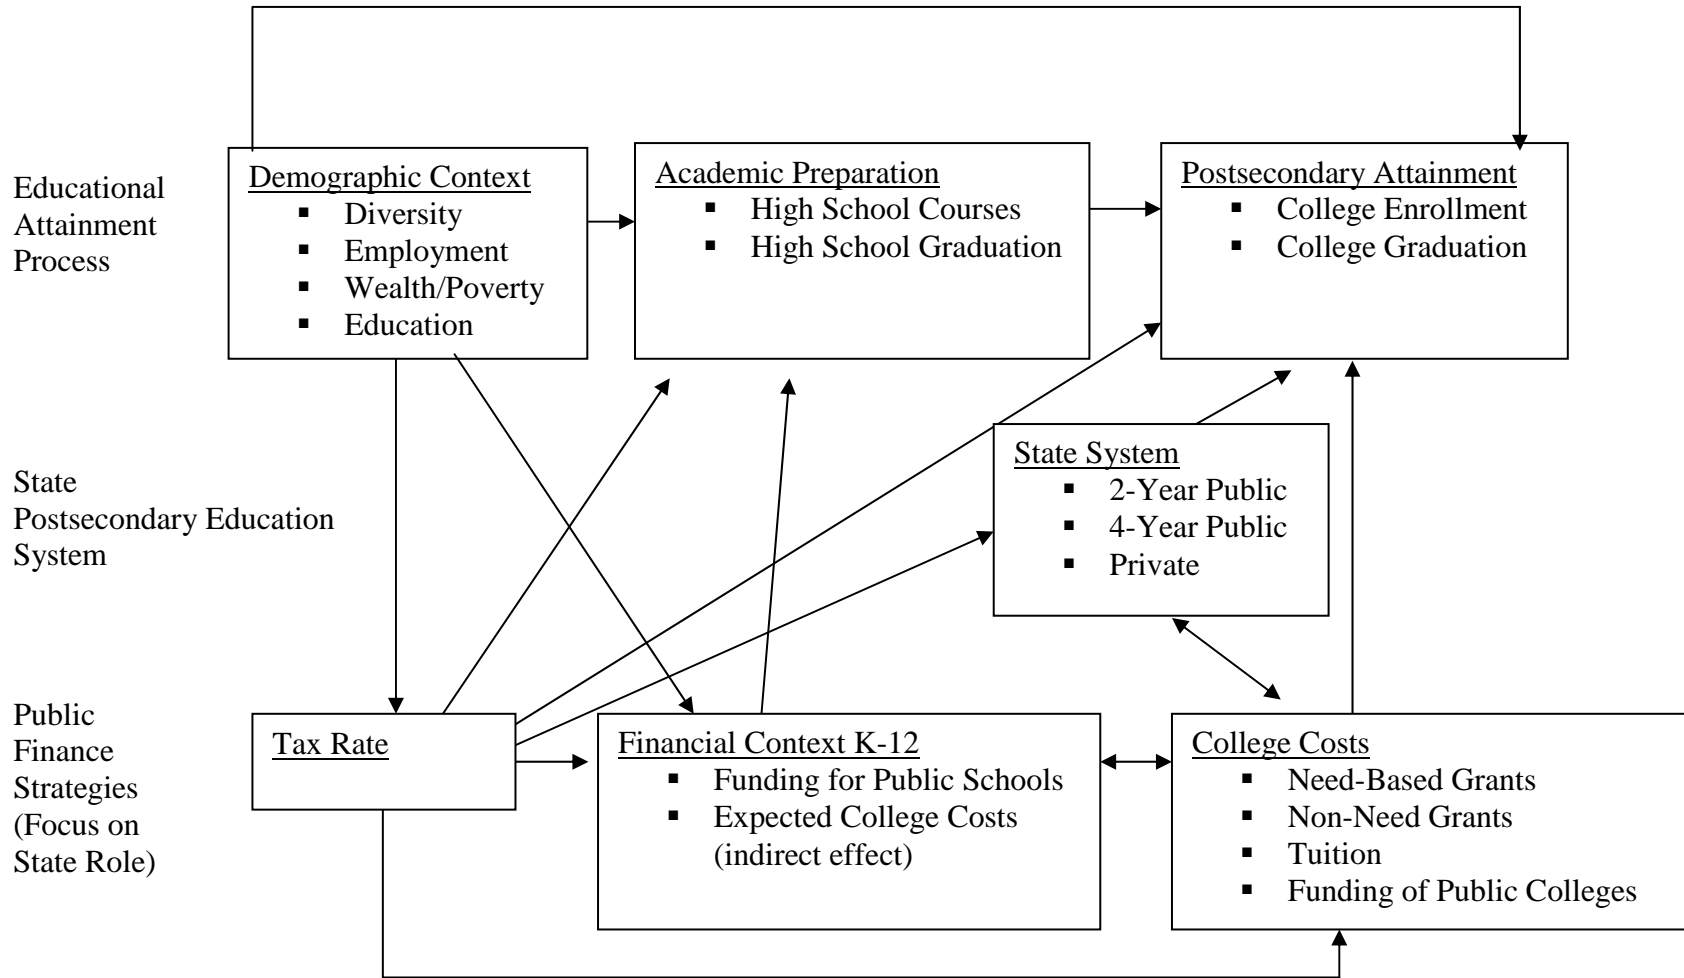 Educational
Attainment
Process
Demographic Context
▪ Diversity
▪ Employment
▪ Wealth/Poverty
▪ Education
Academic Preparation
▪ High School Courses
▪ High School Graduation
Postsecondary Attainment
▪ College Enrollment
▪ College Graduation
State
Postsecondary Education
System
State System
▪ 2-Year Public
▪ 4-Year Public
▪ Private
Public
Finance
Strategies
(Focus on
State Role)
Tax Rate
Financial Context K-12
▪ Funding for Public Schools
▪ Expected College Costs
(indirect effect)
College Costs
▪ Need-Based Grants
▪ Non-Need Grants
▪ Tuition
▪ Funding of Public Colleges